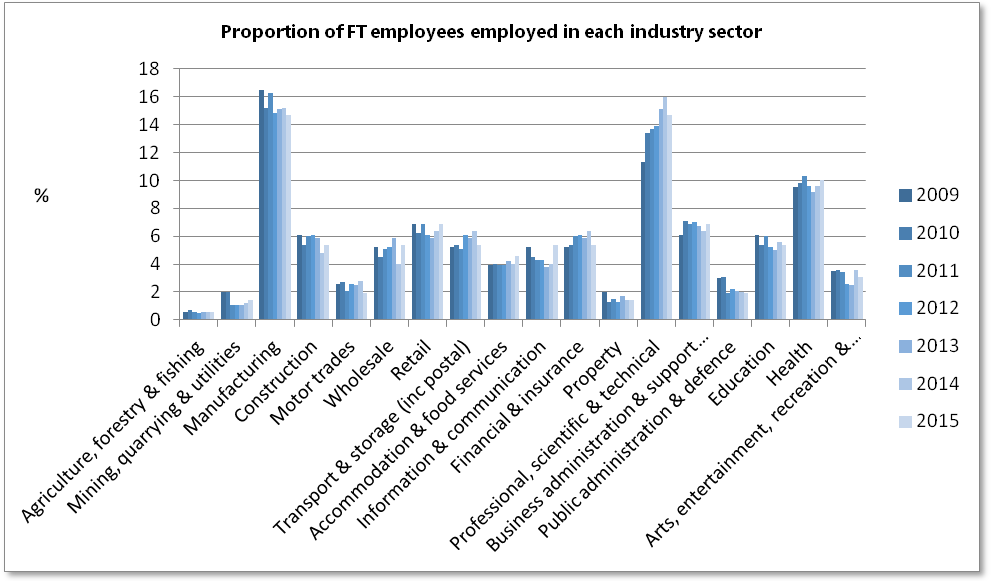 Proportion of FT employees employed in each industry sector
18
16
14
12
10
8
6
4
2
0
%
Agriculture, forestry & fishing
Mining, quarrying & utilities
Manufacturing
Construction
Motor trades
Wholesale
Retail
Transport & storage (inc postal)
Accommodation & food services
Information & communication
Financial & insurance
Property
Professional, scientific & technical
Business administration & support...
Public administration & defence
Education
Health
Arts, entertainment, recreation &...
2009
2010
2011
2012
2013
2014
2015